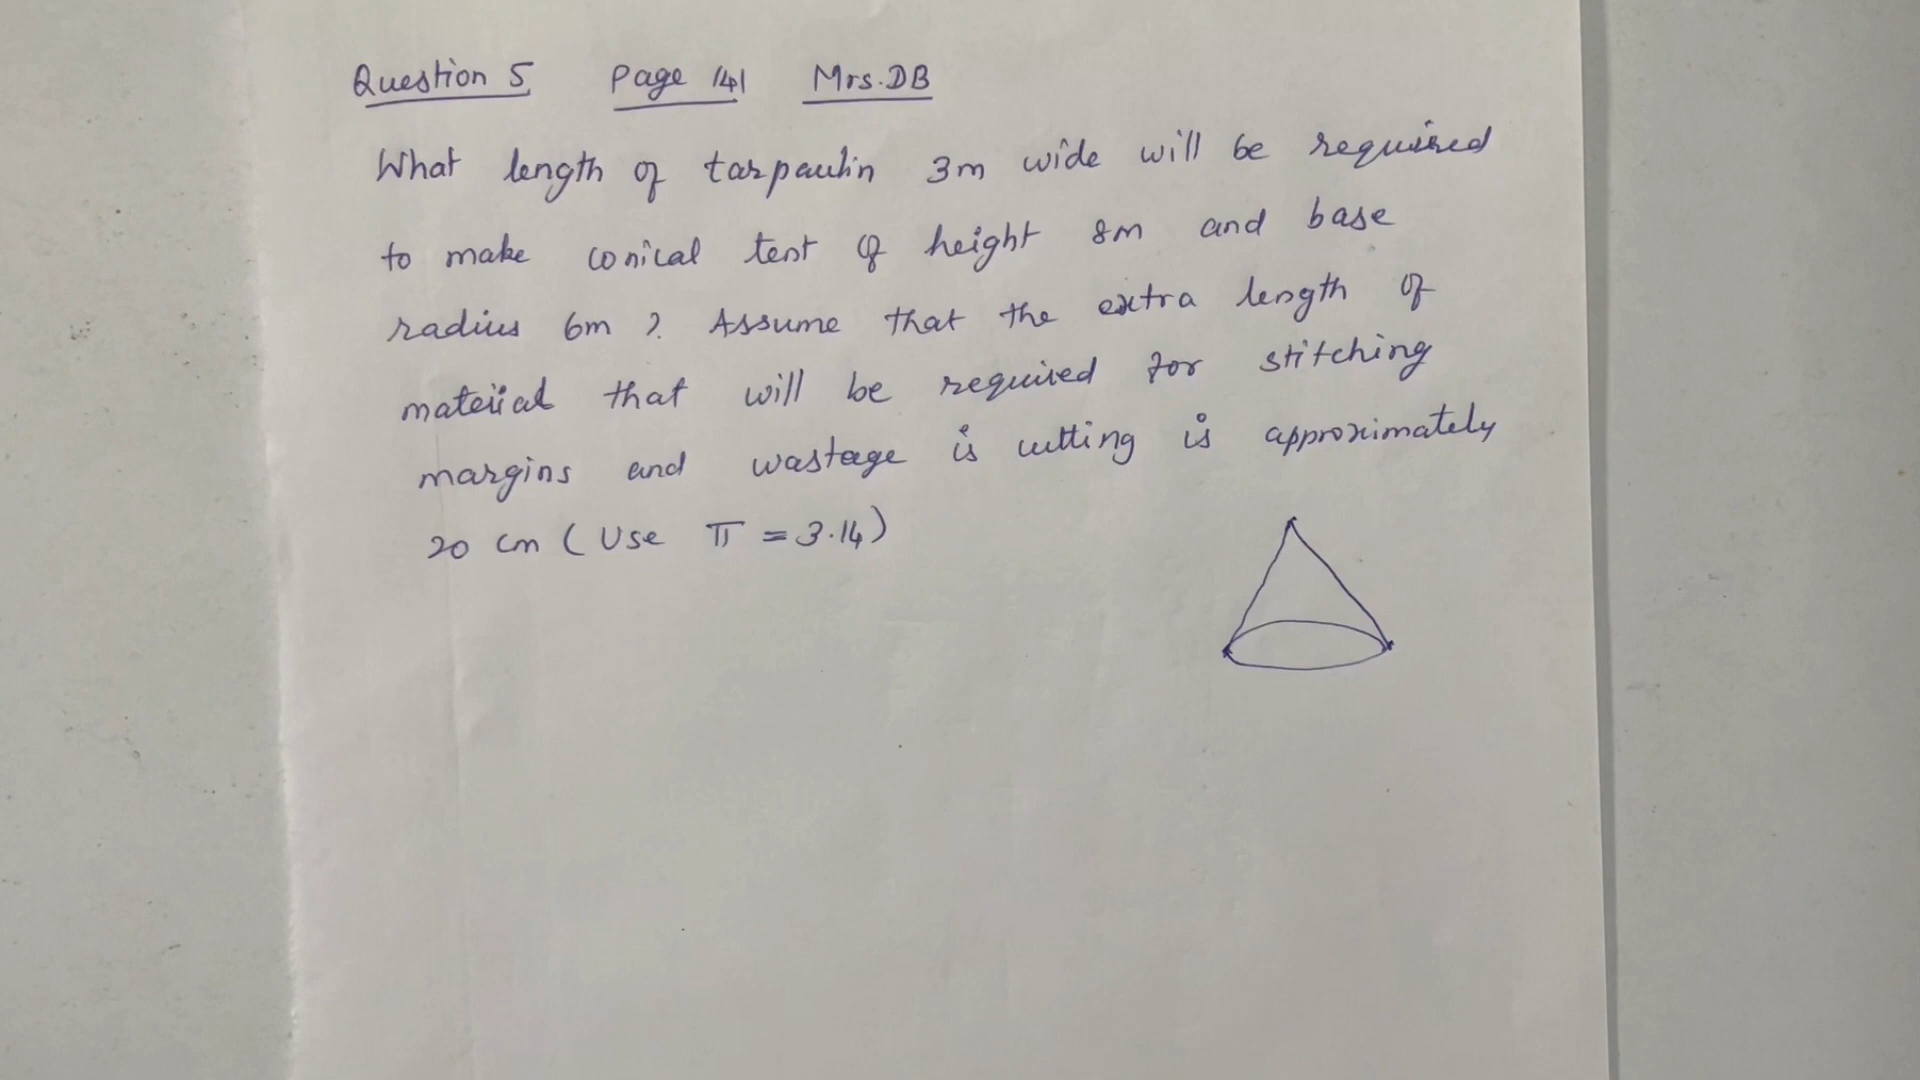 Question 5 Page 141 Mrs.DB
What length of tarpaulin 3m wide will be required
to make conical tent of height 8m and base
radius 6m ? Assume that the extra length of
material that will be required for stitching
margins and wastage is cutting is approximately
20 cm ( Use π = 3.14)